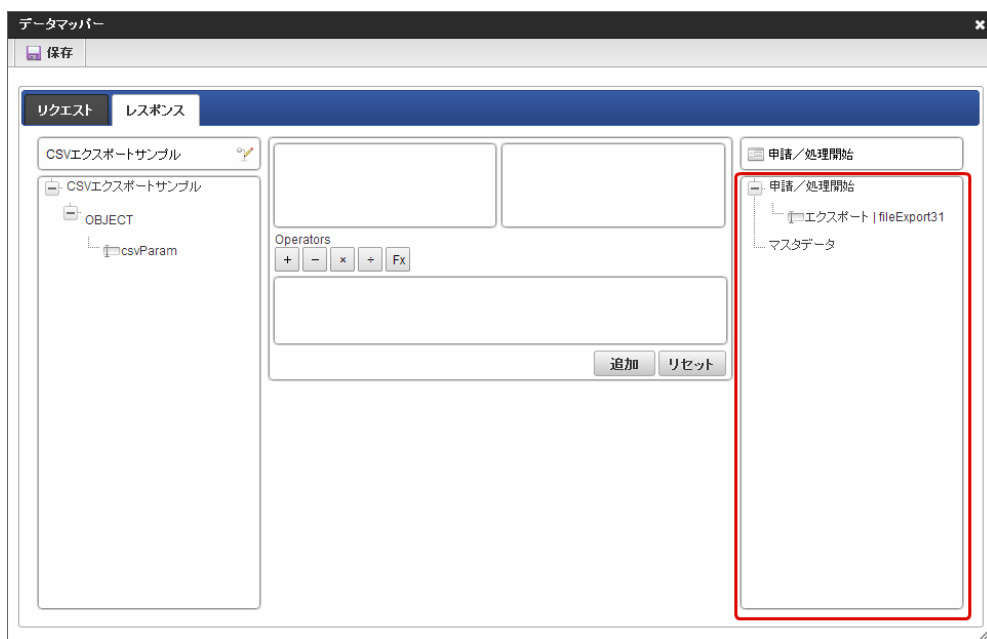 データマッパー
保存
リクエスト レスポンス
CSVエクスポートサンプル
CSVエクスポートサンプル
OBJECT
csvParam
Operators
+ − × ÷ Fx
追加 リセット
申請／処理開始
申請／処理開始
エクスポート | fileExport31
マスタデータ